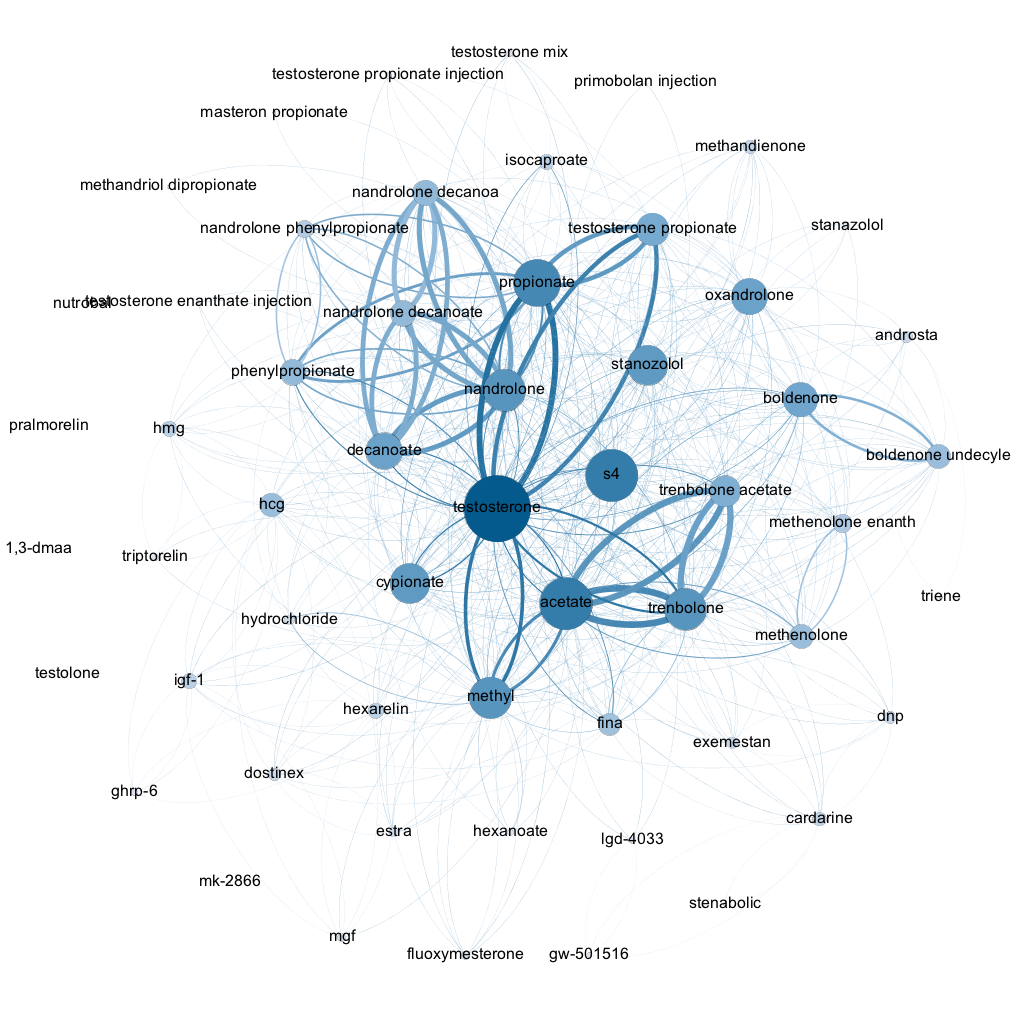 testosterone mix
testosterone propionate injection
primobolan injection
masteron propionate
methandienone
isocaproate
methandriol dipropionate
nandrolone decanoa
nandrolone phenylpropionate
testosterone propionate
stanazolol
propionate
oxandrolone
nutrobal
testosterone enanthate injection
nandrolone decanoate
androsta
stanozolol
phenylpropionate
nandrolone
boldenone
pralmorelin
hmg
decanoate
boldenone undecyle
s4
trenbolone acetate
hcg
testosterone
methenolone enanth
1,3-dmaa
triptorelin
cypionate
triene
acetate
trenbolone
hydrochloride
methenolone
testolone
igf-1
methyl
hexarelin
fina
dnp
exemestan
dostinex
ghrp-6
cardarine
estra
hexanoate
lgd-4033
mk-2866
stenabolic
mgf
fluoxymesterone
gw-501516